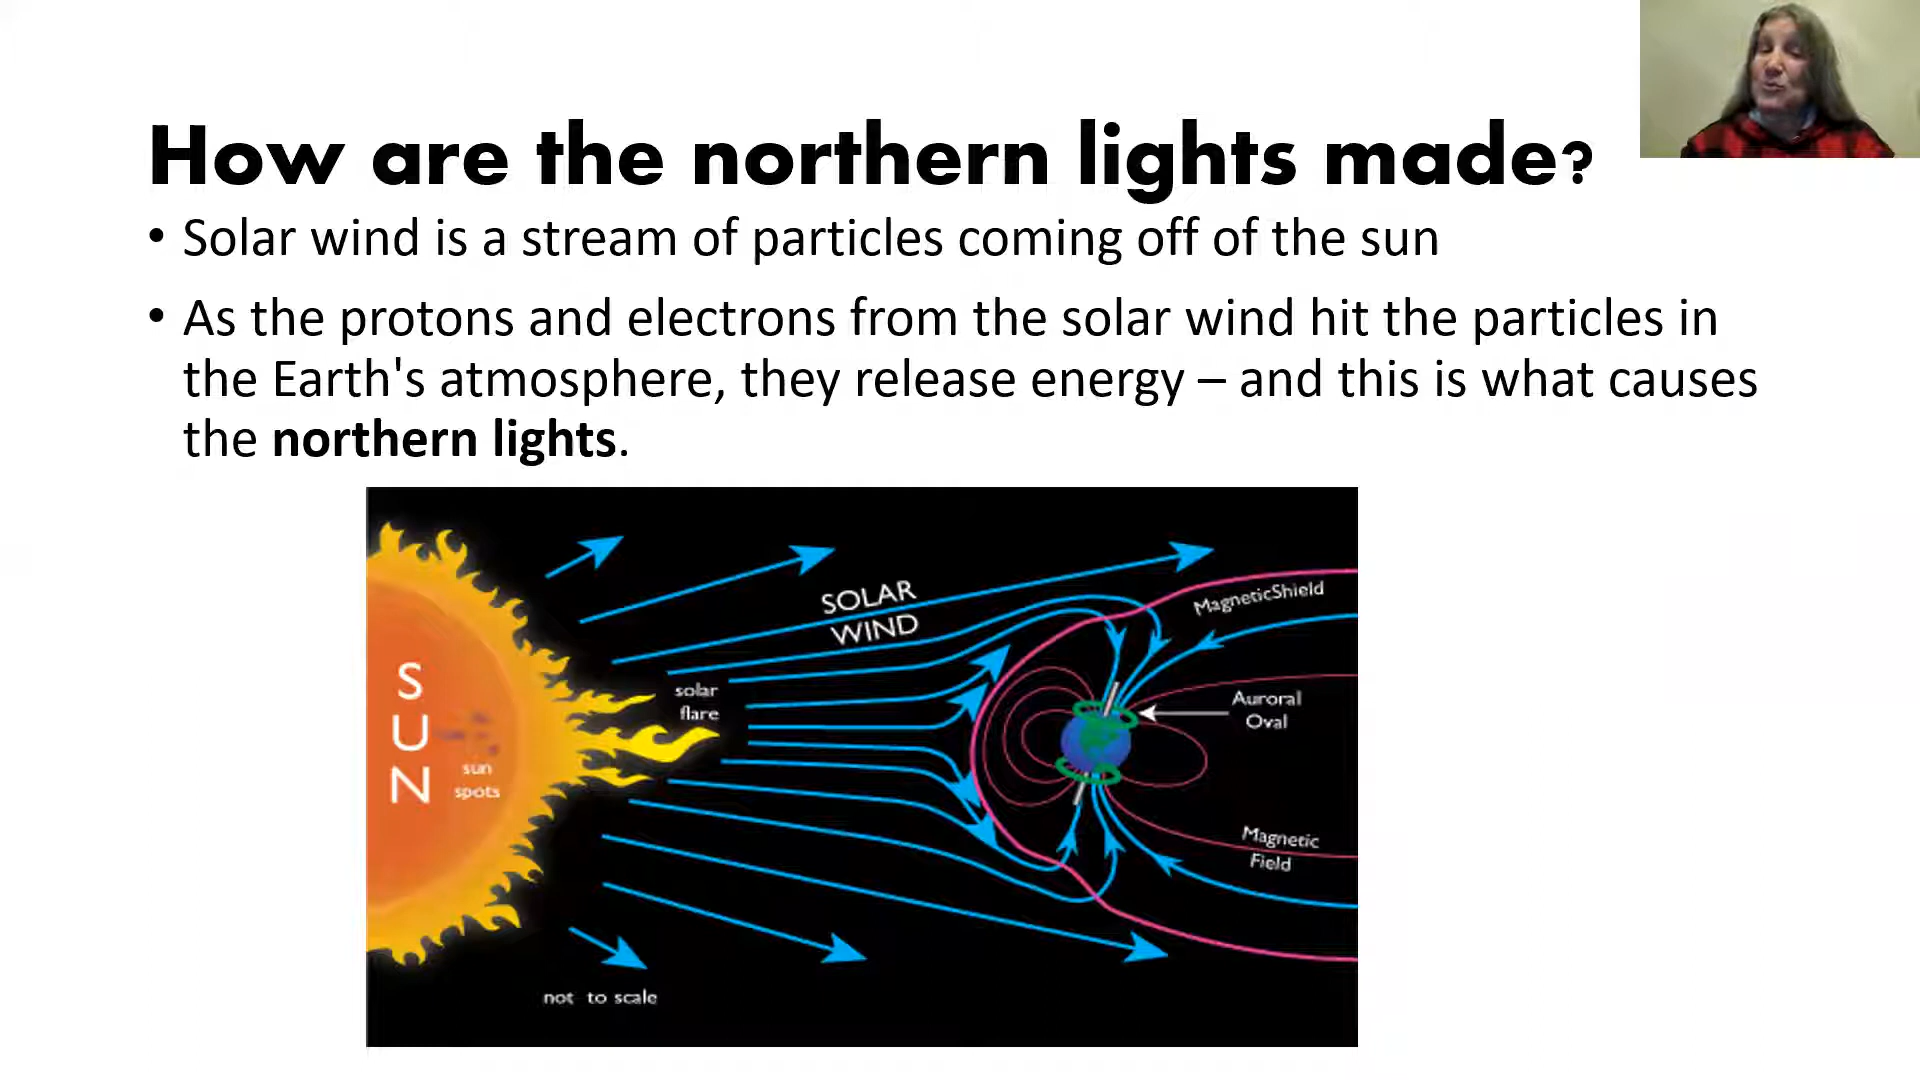 How are the northern lights made?
• Solar wind is a stream of particles coming off of the sun
• As the protons and electrons from the solar wind hit the particles in
the Earth's atmosphere, they release energy – and this is what causes
the northern lights.
SOLAR
WIND
MagneticShield
SUN
solar
flare
Auroral
Oval
sun
spots
Magnetic
Field
not to scale